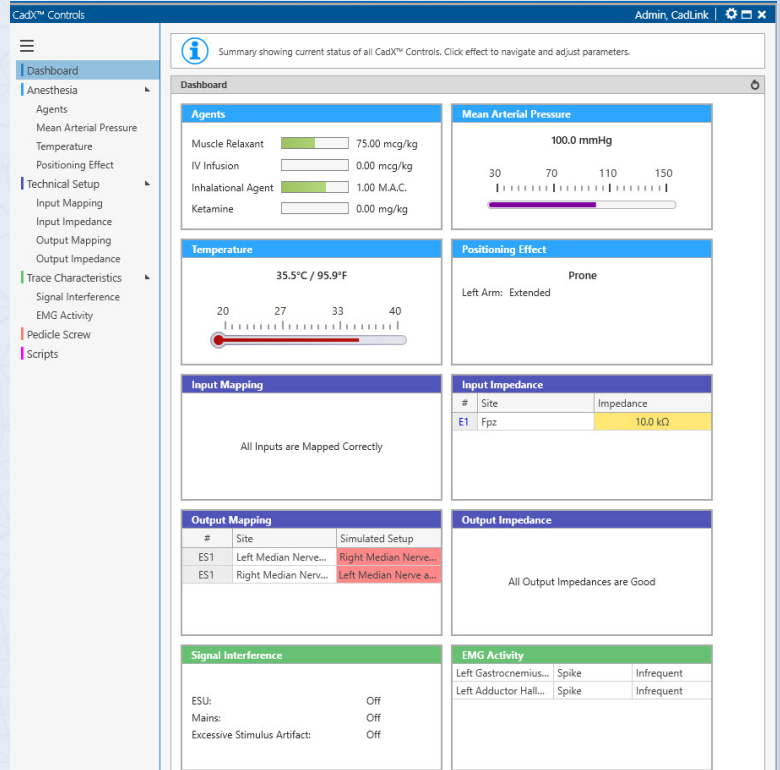 CadX™ Controls
Admin, CadLink
Summary showing current status of all CadX™ Controls. Click effect to navigate and adjust parameters.
Dashboard
Anesthesia
Agents
Mean Arterial Pressure
Temperature
Positioning Effect
Technical Setup
Input Mapping
Input Impedance
Output Mapping
Output Impedance
Trace Characteristics
Signal Interference
EMG Activity
Pedicle Screw
Scripts
Dashboard
Agents
Muscle Relaxant 75.00 mcg/kg
IV Infusion 0.00 mcg/kg
Inhalational Agent 1.00 M.A.C.
Ketamine 0.00 mg/kg
Mean Arterial Pressure
100.0 mmHg
30 70 110 150
Temperature
35.5°C / 95.9°F
20 27 33 40
Positioning Effect
Prone
Left Arm: Extended
Input Mapping
All Inputs are Mapped Correctly
Input Impedance
# Site Impedance
E1 Fpz 10.0 kΩ
Output Mapping
# Site Simulated Setup
ES1 Left Median Nerve... Right Median Nerve...
ES1 Right Median Nerv... Left Median Nerve a...
Output Impedance
All Output Impedances are Good
Signal Interference
ESU: Off
Mains: Off
Excessive Stimulus Artifact: Off
EMG Activity
Left Gastrocnemius... Spike Infrequent
Left Adductor Hall... Spike Infrequent